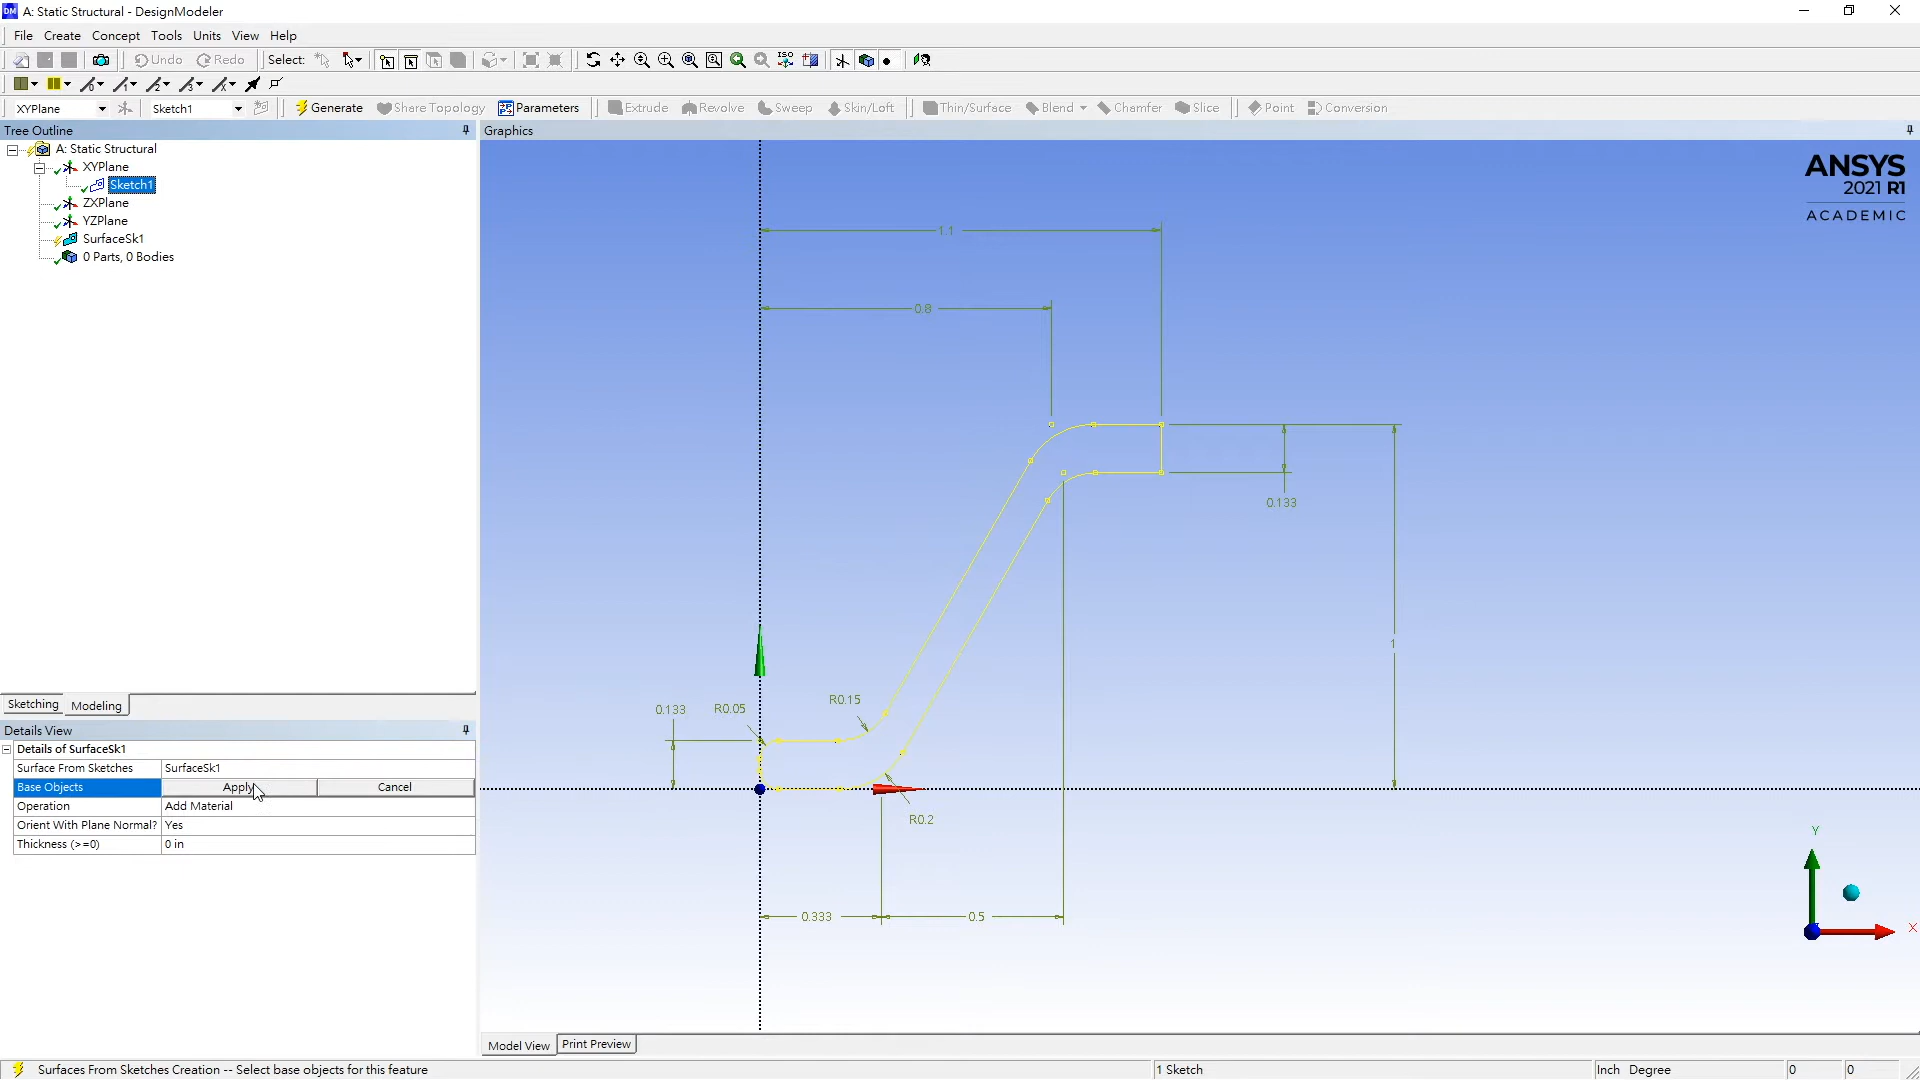 A: Static Structural - DesignModeler
File Create Concept Tools Units View Help
Undo Redo Select: ISO
XYPlane Sketch1 Generate Share Topology Parameters Extrude Revolve Sweep Skin/Loft Thin/Surface Blend Chamfer Slice Point Conversion
Tree Outline
A: Static Structural
XYPlane
Sketch1
ZXPlane
YZPlane
SurfaceSk1
0 Parts, 0 Bodies
Sketching Modeling
Details View
Details of SurfaceSk1
Surface From Sketches SurfaceSk1
Base Objects Apply Cancel
Operation Add Material
Orient With Plane Normal? Yes
Thickness (>=0) 0 in
Graphics
ANSYS
2021 R1
ACADEMIC
1.1
0.8
0.133
1
0.133
R0.05
R0.15
R0.2
0.333
0.5
Y
X
Model View Print Preview
Surfaces From Sketches Creation -- Select base objects for this feature 1 Sketch Inch Degree 0 0